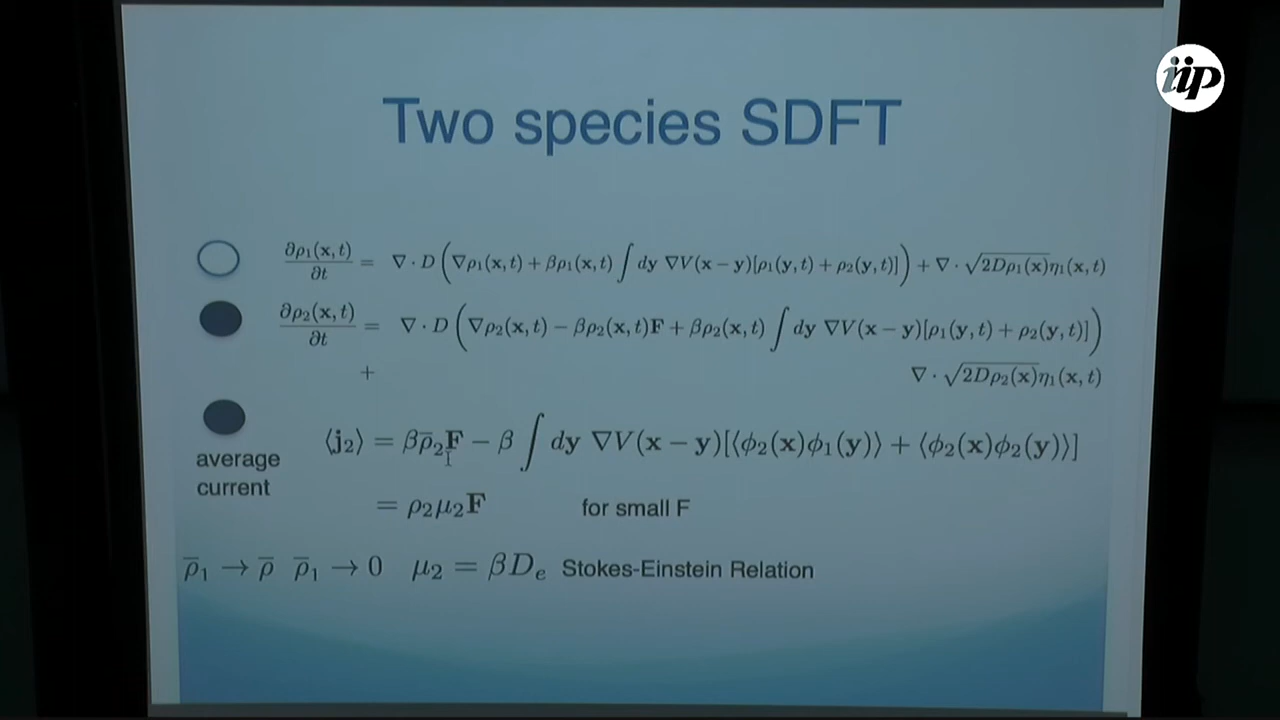 iip
Two species SDFT
∂ρ₁(x,t)/∂t = ∇ · D (∇ρ₁(x,t) + βρ₁(x,t) ∫ dy ∇V(x − y)[ρ₁(y,t) + ρ₂(y,t)]) + ∇ · √(2Dρ₁(x)) η₁(x,t)
∂ρ₂(x,t)/∂t = ∇ · D (∇ρ₂(x,t) − βρ₂(x,t)F + βρ₂(x,t) ∫ dy ∇V(x − y)[ρ₁(y,t) + ρ₂(y,t)])
+ ∇ · √(2Dρ₂(x)) η₁(x,t)
⟨j₂⟩ = βρ̅₂F − β ∫ dy ∇V(x − y)[⟨ϕ₂(x)ϕ₁(y)⟩ + ⟨ϕ₂(x)ϕ₂(y)⟩]
average
current
= ρ₂μ₂F for small F
ρ̅₁ → ρ̅ ρ̅₁ → 0 μ₂ = βDₑ Stokes-Einstein Relation